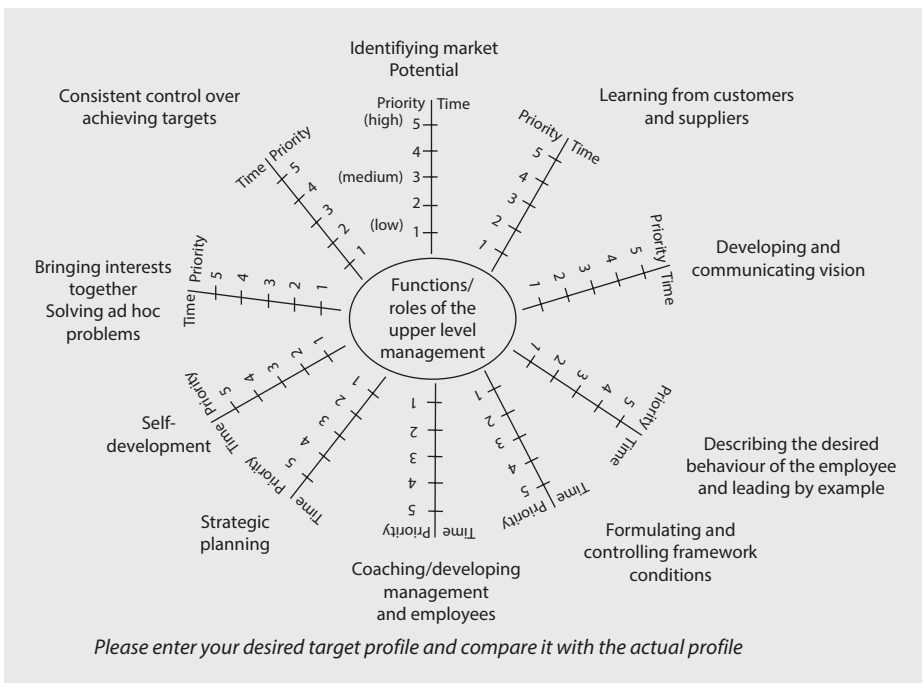 Identifiying market
Potential
Priority Time
(high) 5
4
(medium) 3
2
(low) 1
Learning from customers
and suppliers
Priority Time
5
4
3
2
1
Developing and
communicating vision
Priority Time
1 2 3 4 5
Describing the desired
behaviour of the employee
and leading by example
Priority Time
1 2 3 4 5
Formulating and
controlling framework
conditions
Priority Time
1
2
3
4
5
Coaching/developing
management
and employees
Priority Time
1
2
3
4
5
Strategic
planning
Priority Time
1
2
3
4
5
Self-
development
Priority Time
1 2 3 4 5
Bringing interests
together
Solving ad hoc
problems
Time Priority
5 4 3 2 1
Consistent control over
achieving targets
Time Priority
5
4
3
2
1
Functions/
roles of the
upper level
management
Please enter your desired target profile and compare it with the actual profile